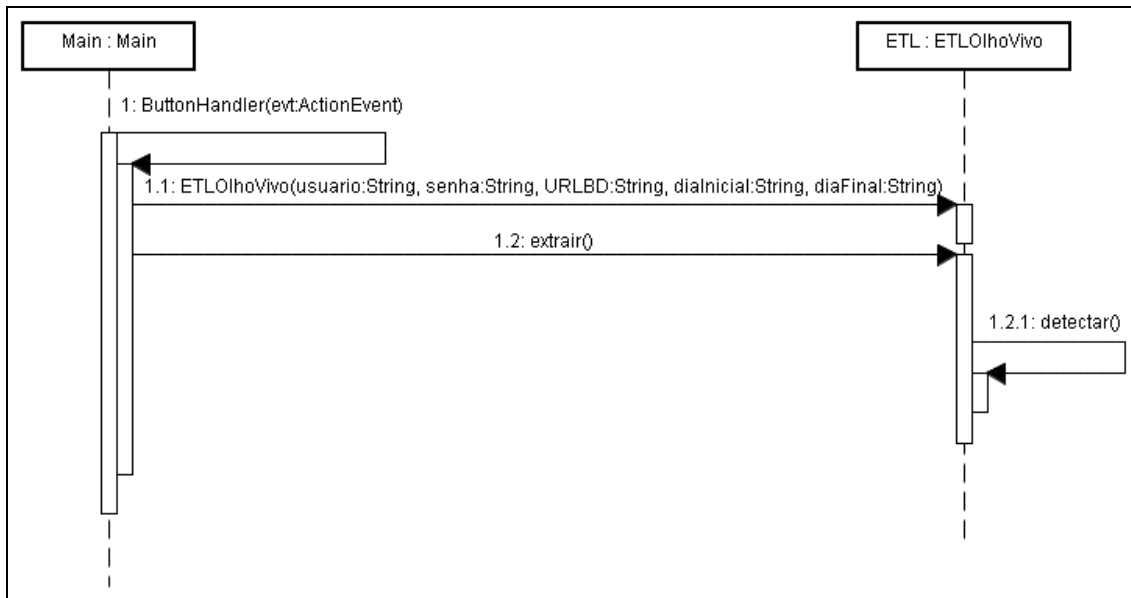 Main : Main
ETL : ETLOlhoVivo
1: ButtonHandler(evt:ActionEvent)
1.1: ETLOlhoVivo(usuario:String, senha:String, URLBD:String, diaInicial:String, diaFinal:String)
1.2: extrair()
1.2.1: detectar()